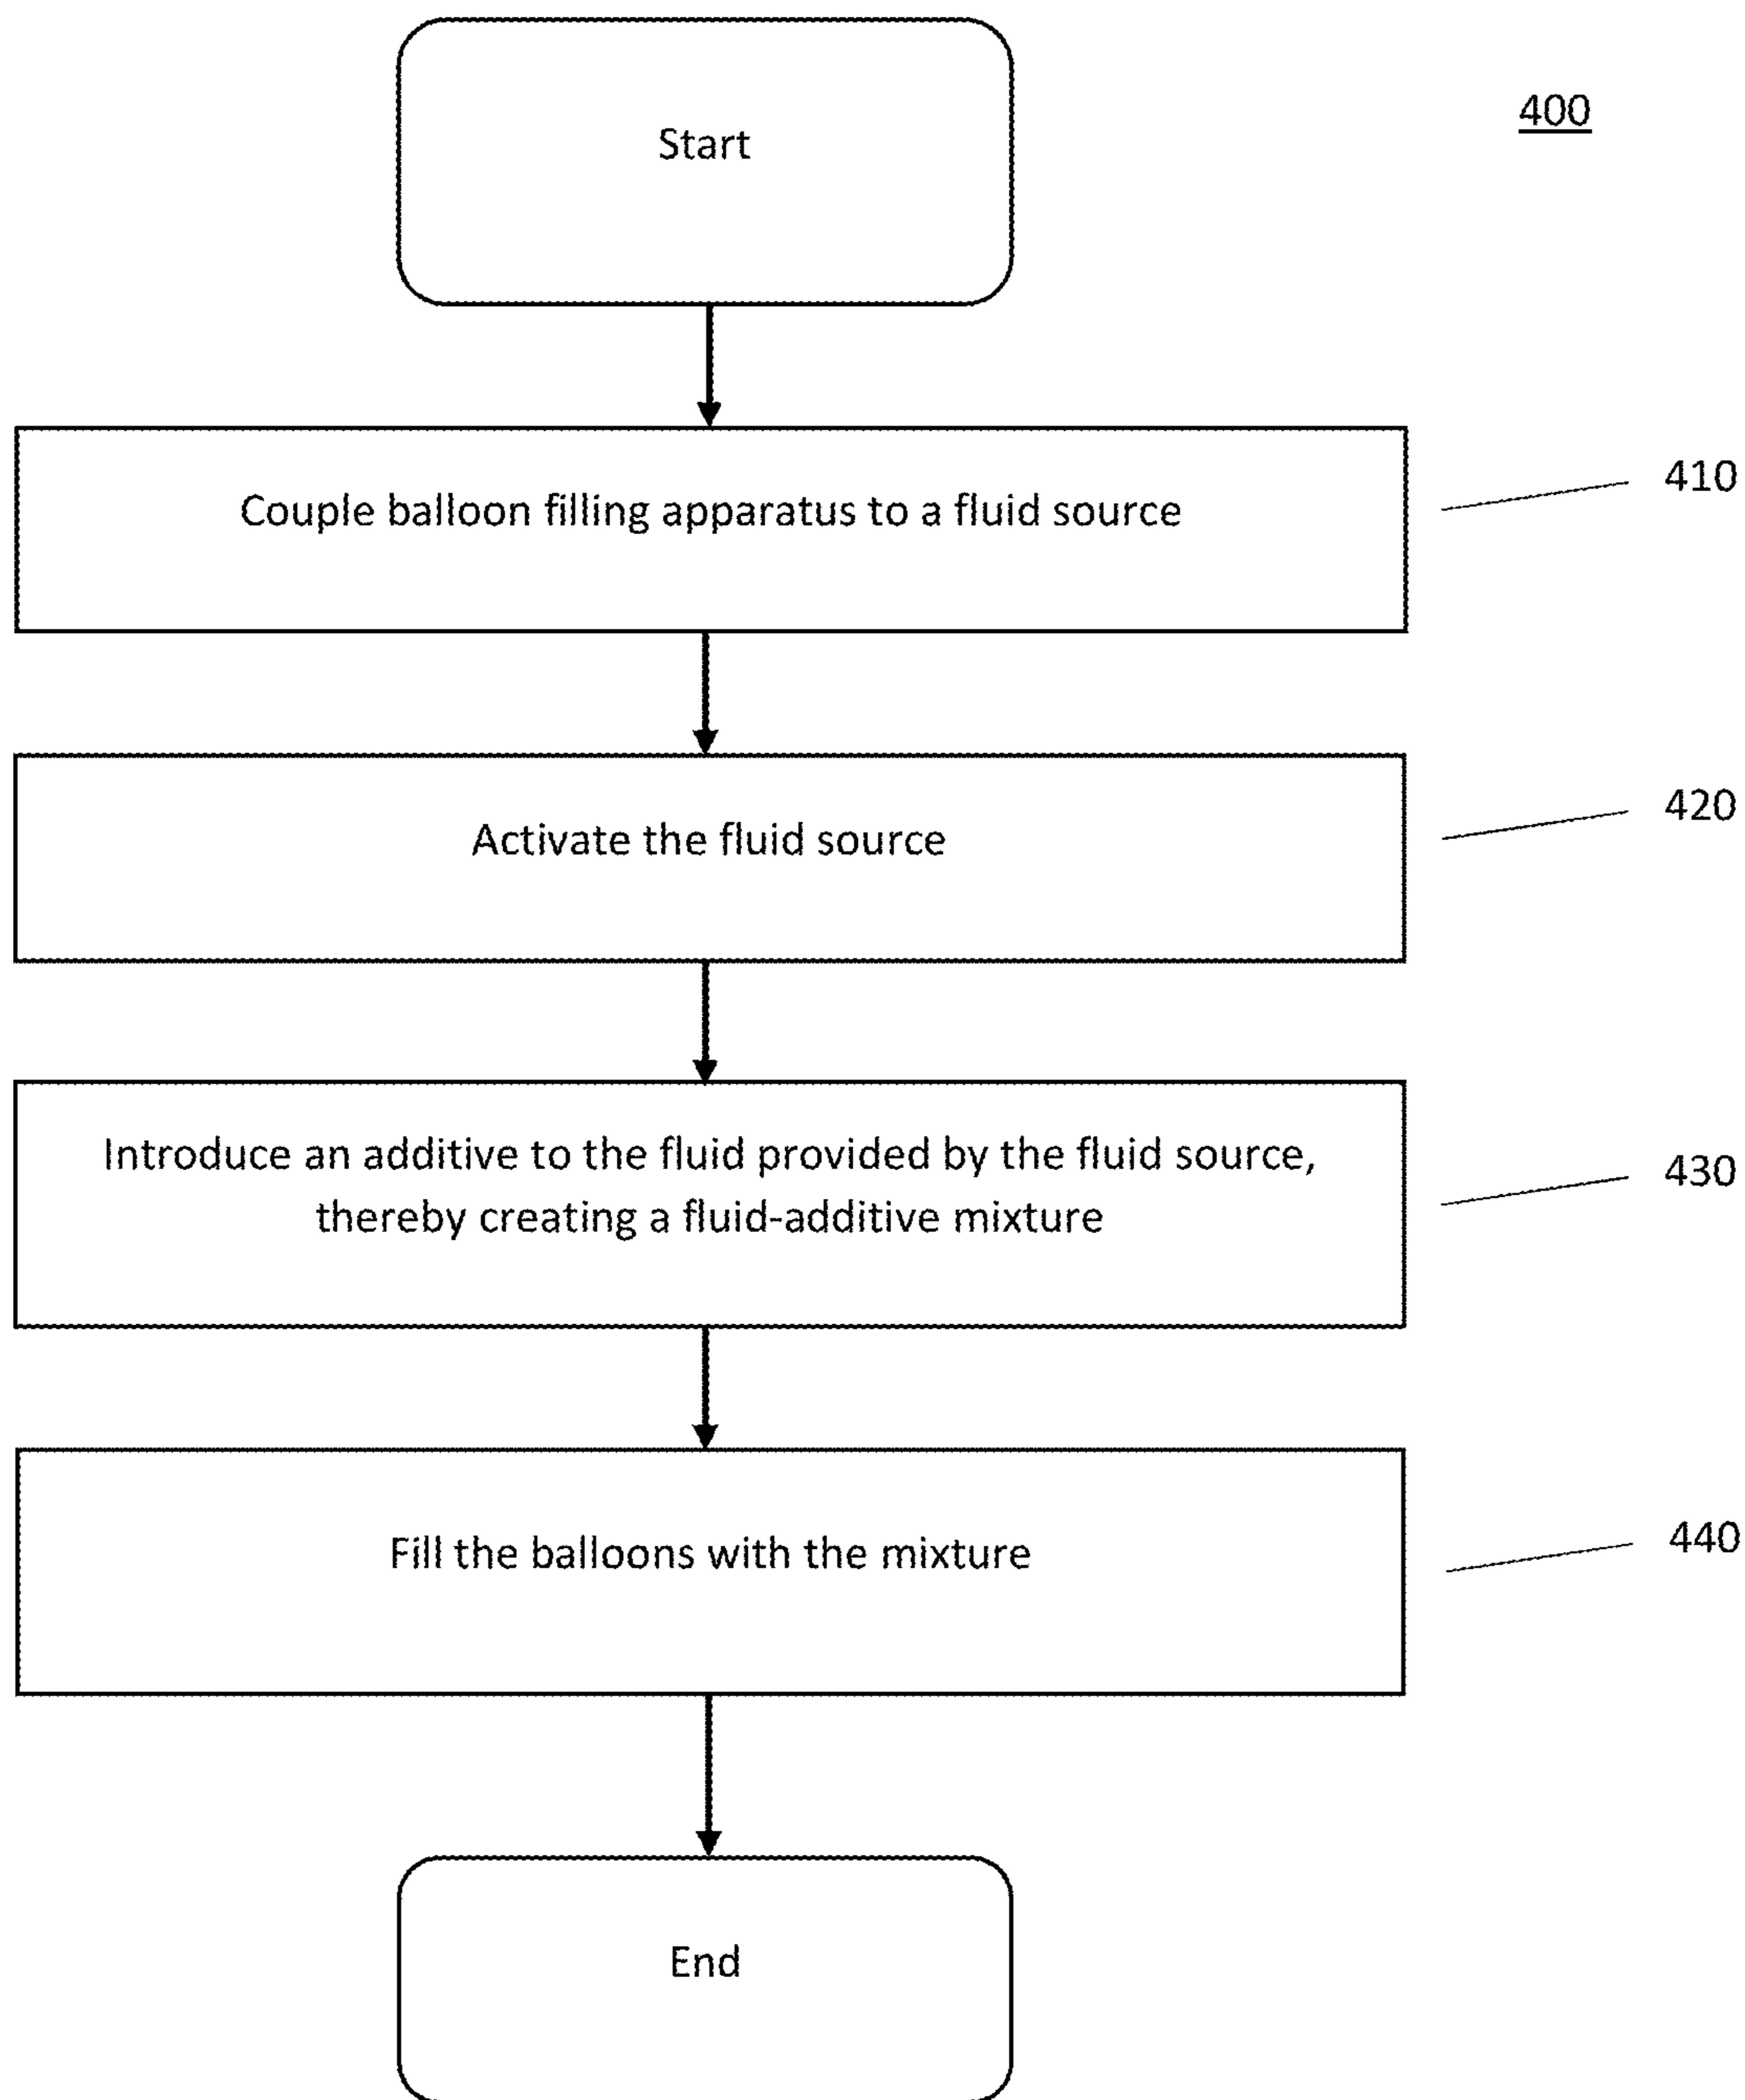 Start
400
Couple balloon filling apparatus to a fluid source
410
Activate the fluid source
420
Introduce an additive to the fluid provided by the fluid source,
thereby creating a fluid-additive mixture
430
Fill the balloons with the mixture
440
End